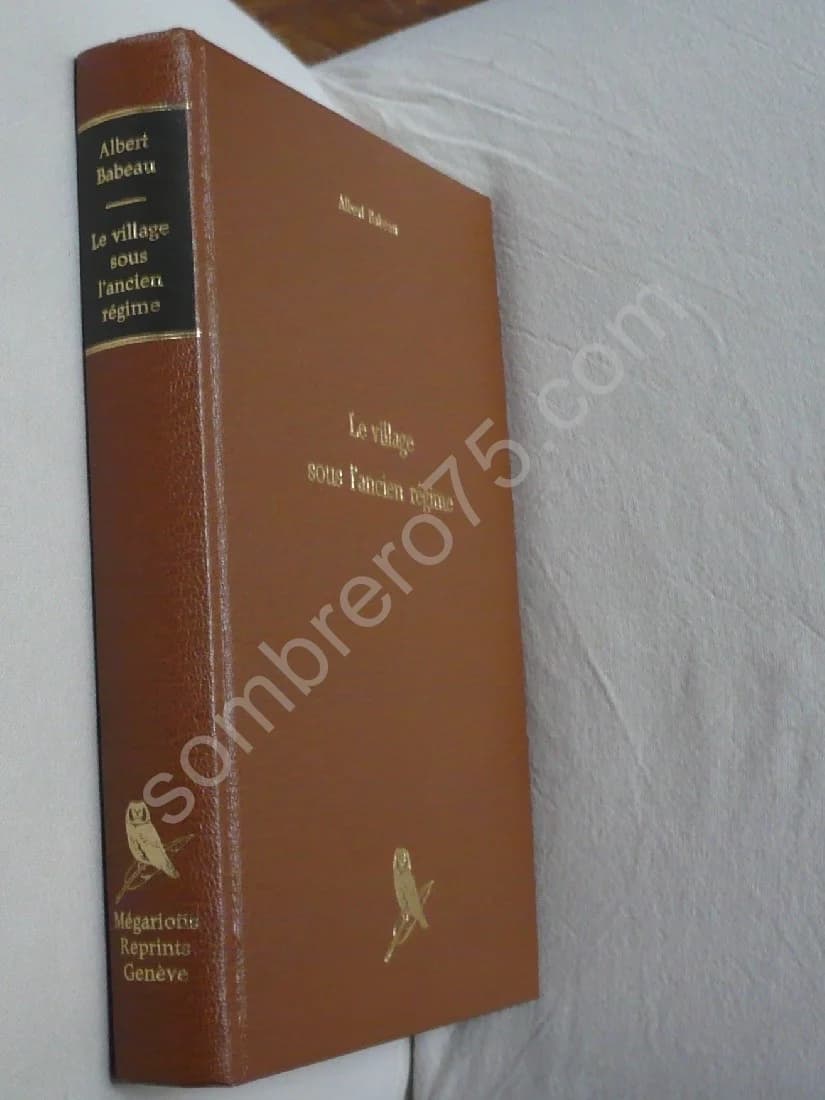 Albert
Babeau
Le village
sous
l'ancien
régime
Mégariotis
Reprints
Genève
Albert Babeau
Le village
sous l'ancien régime
sombrero75.com